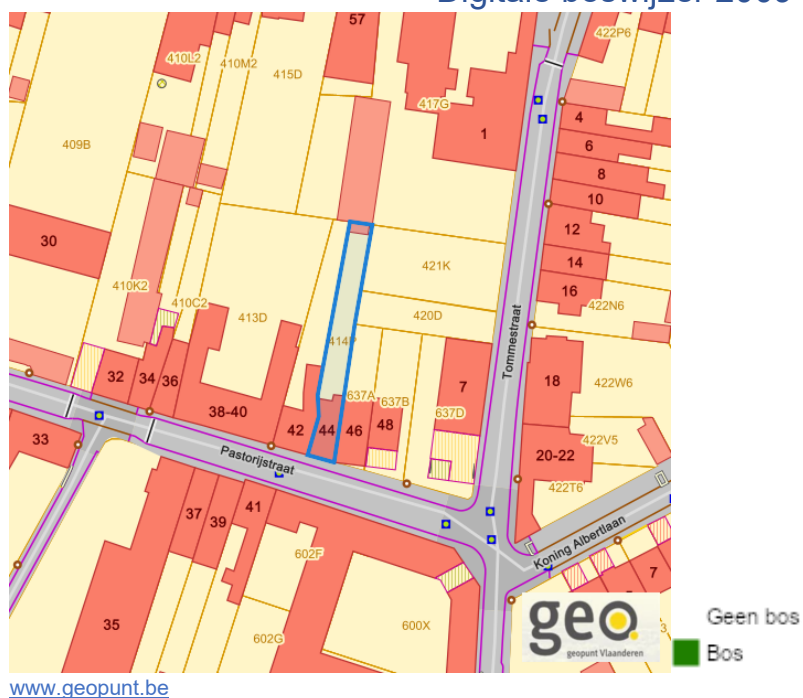 57
422P6
410L2
410M2
415D
417G
4
1
6
409B
8
10
12
30
14
421K
16
410K2
410C2
422N6
413D
420D
414P
Tommestraat
32
34
36
637A
637B
7
18
422W6
38-40
637D
42
44
46
48
33
422V5
Pastorijstraat
20-22
422T6
41
37
39
Koning Albertlaan
602F
7
35
600X
602G
geo.
geopunt Vlaanderen
Geen bos
Bos
www.geopunt.be